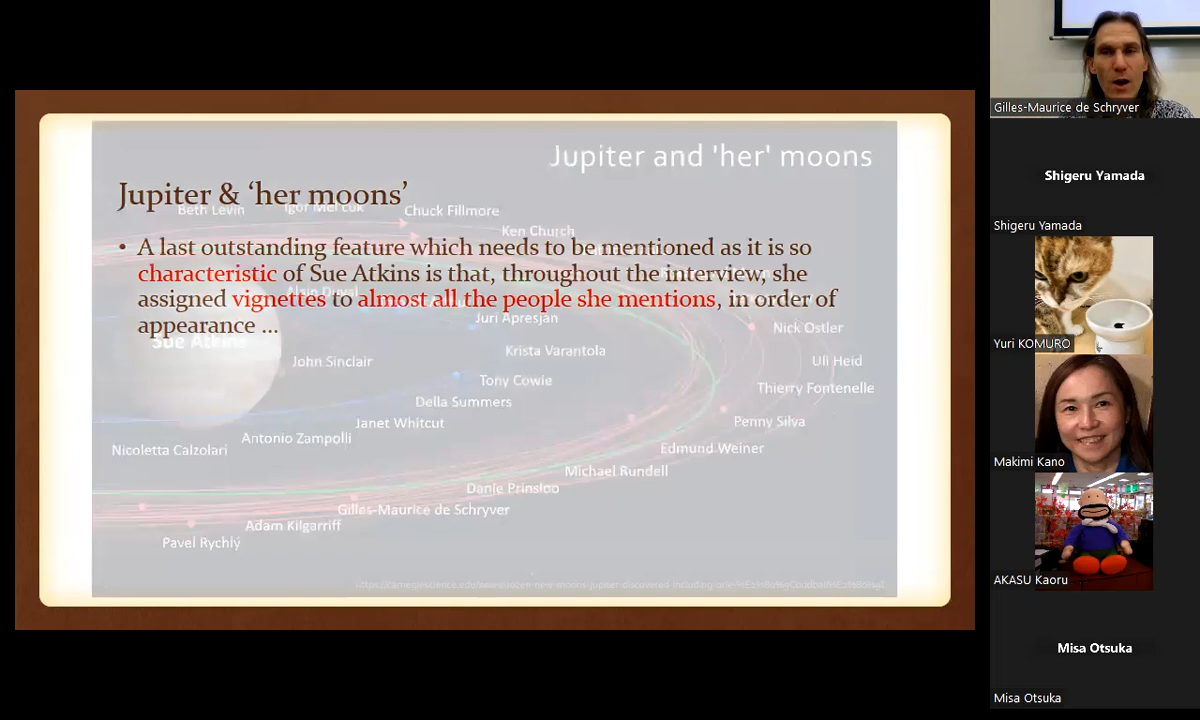 Jupiter and 'her' moons
Jupiter & ‘her moons’
Beth Levin
Igor Mel'cuk
Chuck Fillmore
Ken Church
• A last outstanding feature which needs to be mentioned as it is so
characteristic of Sue Atkins is that, throughout the interview, she
assigned vignettes to almost all the people she mentions, in order of
appearance ...
Alain Duval
Juri Apresjan
Nick Ostler
Sue Atkins
John Sinclair
Krista Varantola
Uli Heid
Tony Cowie
Thierry Fontenelle
Della Summers
Janet Whitcut
Penny Silva
Antonio Zampolli
Nicoletta Calzolari
Edmund Weiner
Michael Rundell
Danie Prinsloo
Gilles-Maurice de Schryver
Adam Kilgarriff
Pavel Rychlý
Gilles-Maurice de Schryver
Shigeru Yamada
Shigeru Yamada
Yuri KOMURO
Makimi Kano
AKASU Kaoru
Misa Otsuka
Misa Otsuka